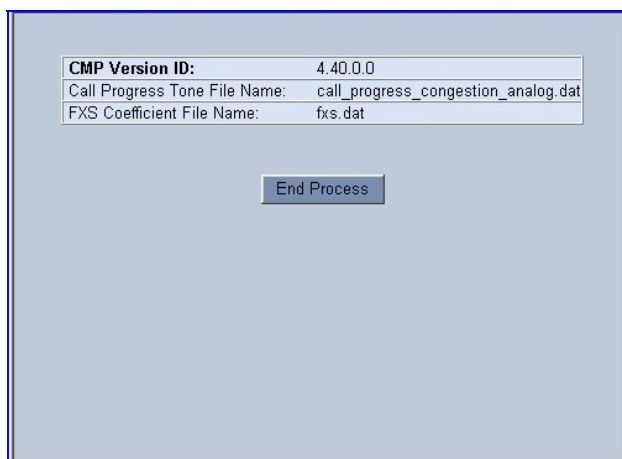 CMP Version ID: 4.40.0.0
Call Progress Tone File Name: call_progress_congestion_analog.dat
FXS Coefficient File Name: fxs.dat
End Process